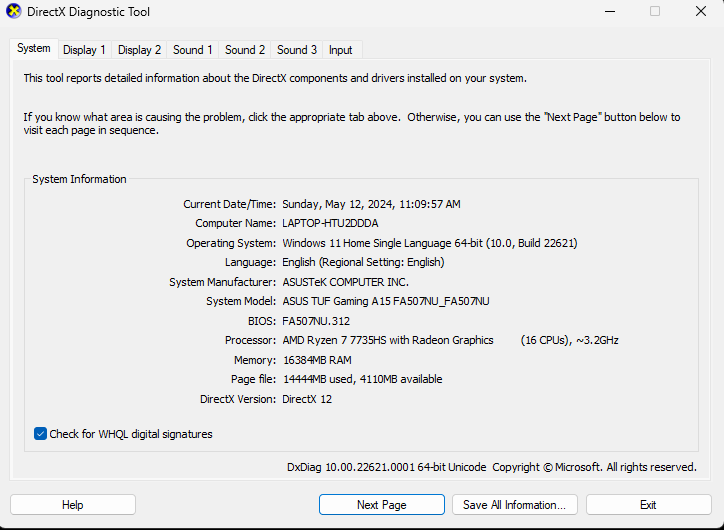 DirectX Diagnostic Tool
System Display 1 Display 2 Sound 1 Sound 2 Sound 3 Input
This tool reports detailed information about the DirectX components and drivers installed on your system.
If you know what area is causing the problem, click the appropriate tab above.  Otherwise, you can use the "Next Page" button below to
visit each page in sequence.
System Information
Current Date/Time: Sunday, May 12, 2024, 11:09:57 AM
Computer Name: LAPTOP-HTU2DDDA
Operating System: Windows 11 Home Single Language 64-bit (10.0, Build 22621)
Language: English (Regional Setting: English)
System Manufacturer: ASUSTeK COMPUTER INC.
System Model: ASUS TUF Gaming A15 FA507NU_FA507NU
BIOS: FA507NU.312
Processor: AMD Ryzen 7 7735HS with Radeon Graphics (16 CPUs), ~3.2GHz
Memory: 16384MB RAM
Page file: 14444MB used, 4110MB available
DirectX Version: DirectX 12
Check for WHQL digital signatures
DxDiag 10.00.22621.0001 64-bit Unicode  Copyright © Microsoft. All rights reserved.
Help Next Page Save All Information... Exit